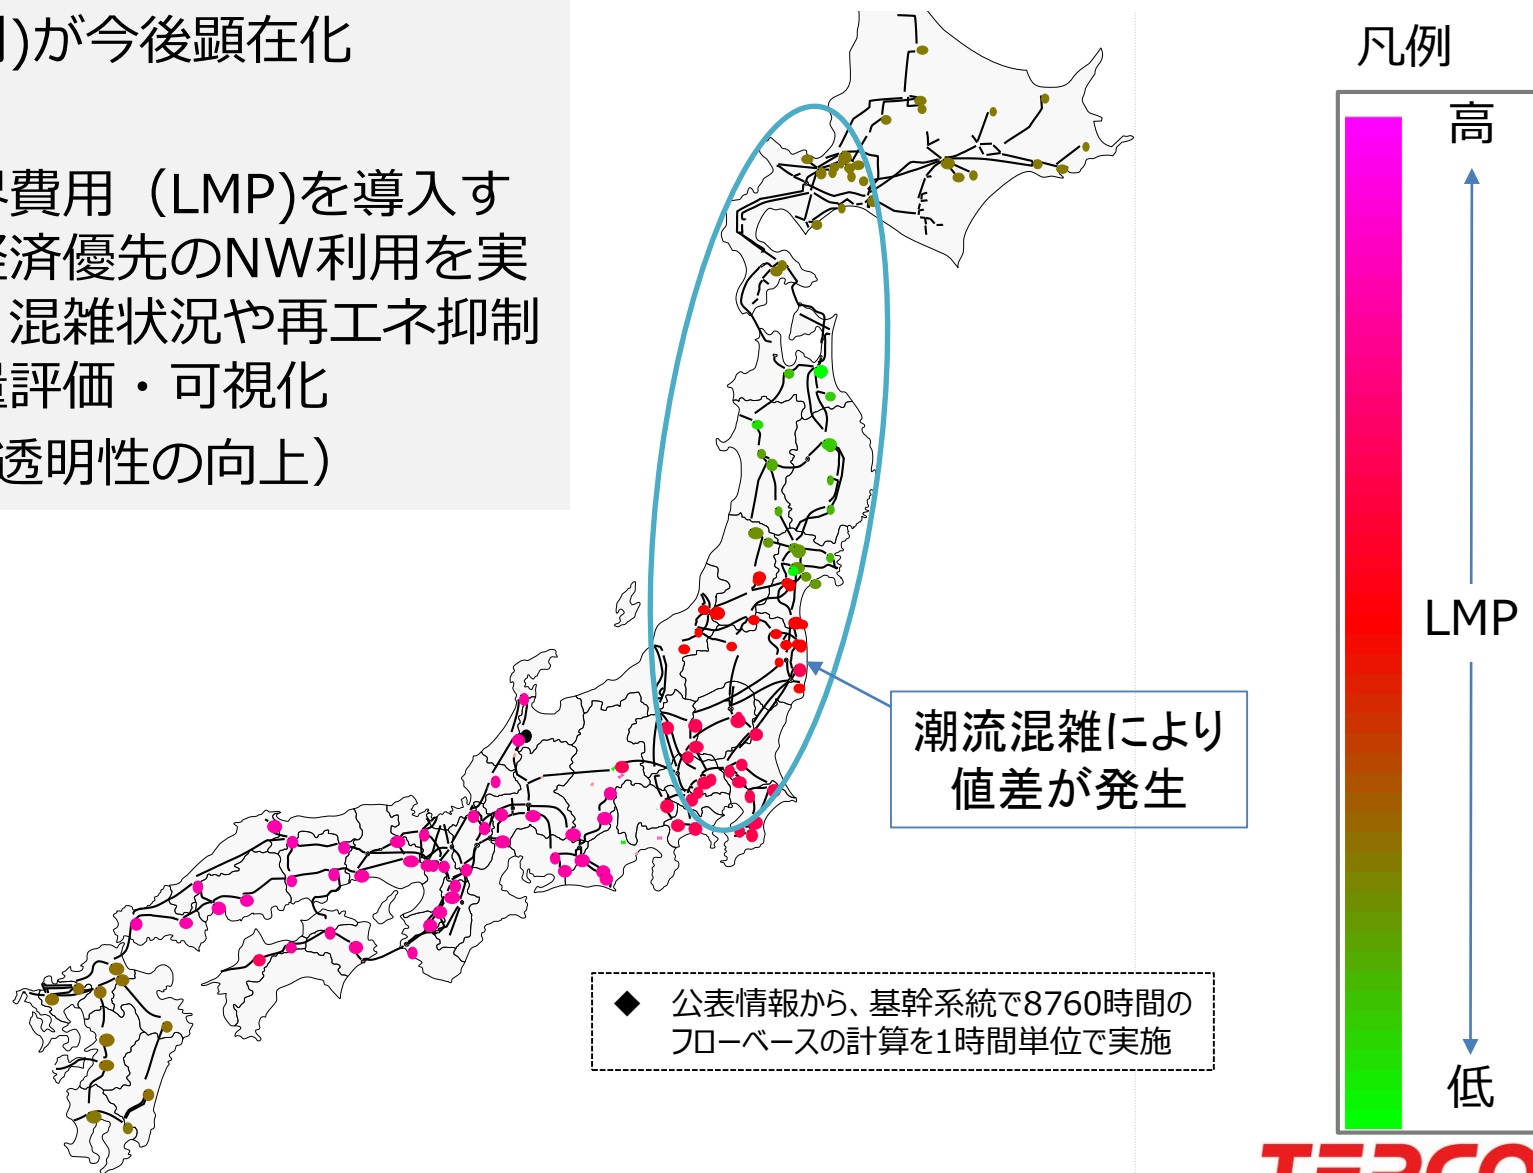 )が今後顕在化
費用（LMP)を導入す
済優先のNW利用を実
混雑状況や再エネ抑制
評価・可視化
透明性の向上）
凡例
高
LMP
低
潮流混雑により
値差が発生
◆ 公表情報から、基幹系統で8760時間の
フローベースの計算を1時間単位で実施